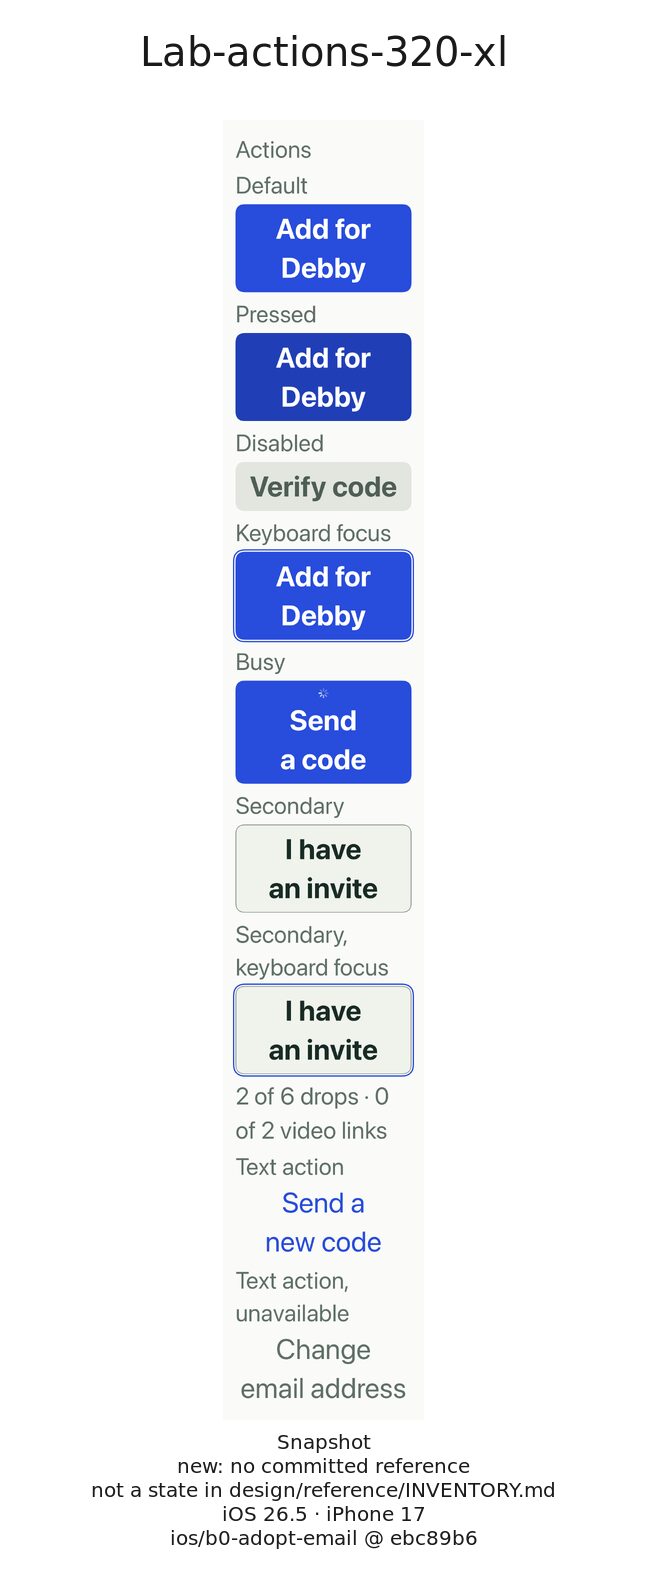 Lab-actions-320-xl
Actions
Default
Add for
Debby
Pressed
Add for
Debby
Disabled
Verify code
Keyboard focus
Add for
Debby
Busy
Send
a code
Secondary
I have
an invite
Secondary,
keyboard focus
I have
an invite
2 of 6 drops · 0
of 2 video links
Text action
Send a
new code
Text action,
unavailable
Change
email address
Snapshot
new: no committed reference
not a state in design/reference/INVENTORY.md
iOS 26.5 · iPhone 17
ios/b0-adopt-email @ ebc89b6